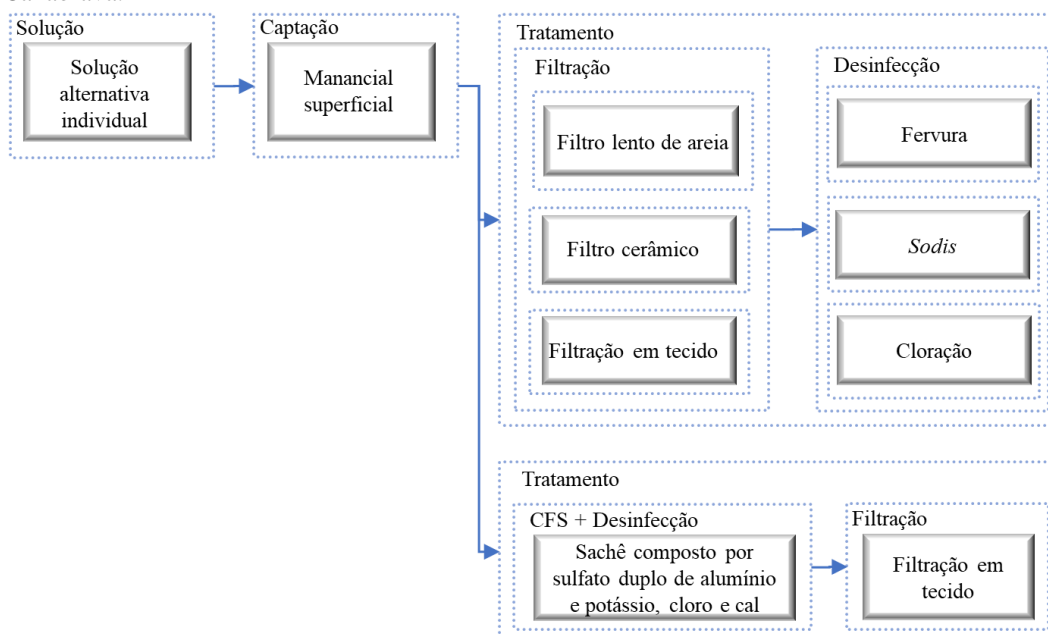 Solução
Solução
alternativa
individual
Captação
Manancial
superficial
Tratamento
Filtração
Filtro lento de areia
Filtro cerâmico
Filtração em tecido
Desinfecção
Fervura
Sodis
Cloração
Tratamento
CFS + Desinfecção
Sachê composto por
sulfato duplo de alumínio
e potássio, cloro e cal
Filtração
Filtração em
tecido